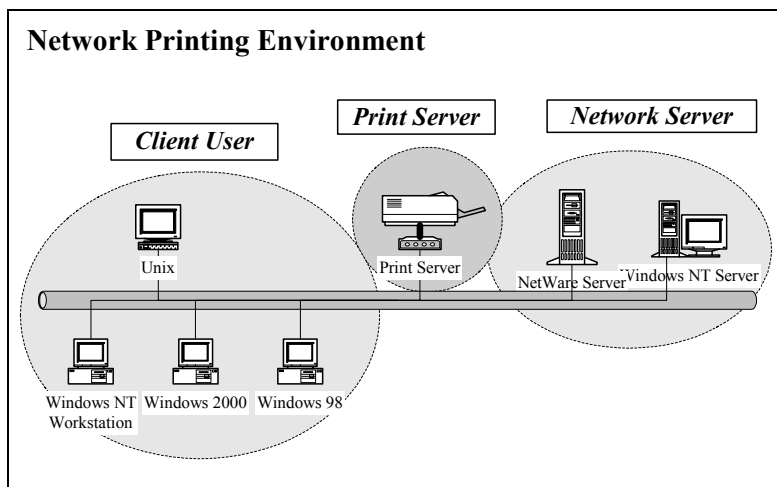 Network Printing Environment
Client User
Print Server
Network Server
Unix
Print Server
NetWare Server
Windows NT Server
Windows NT
Workstation
Windows 2000
Windows 98